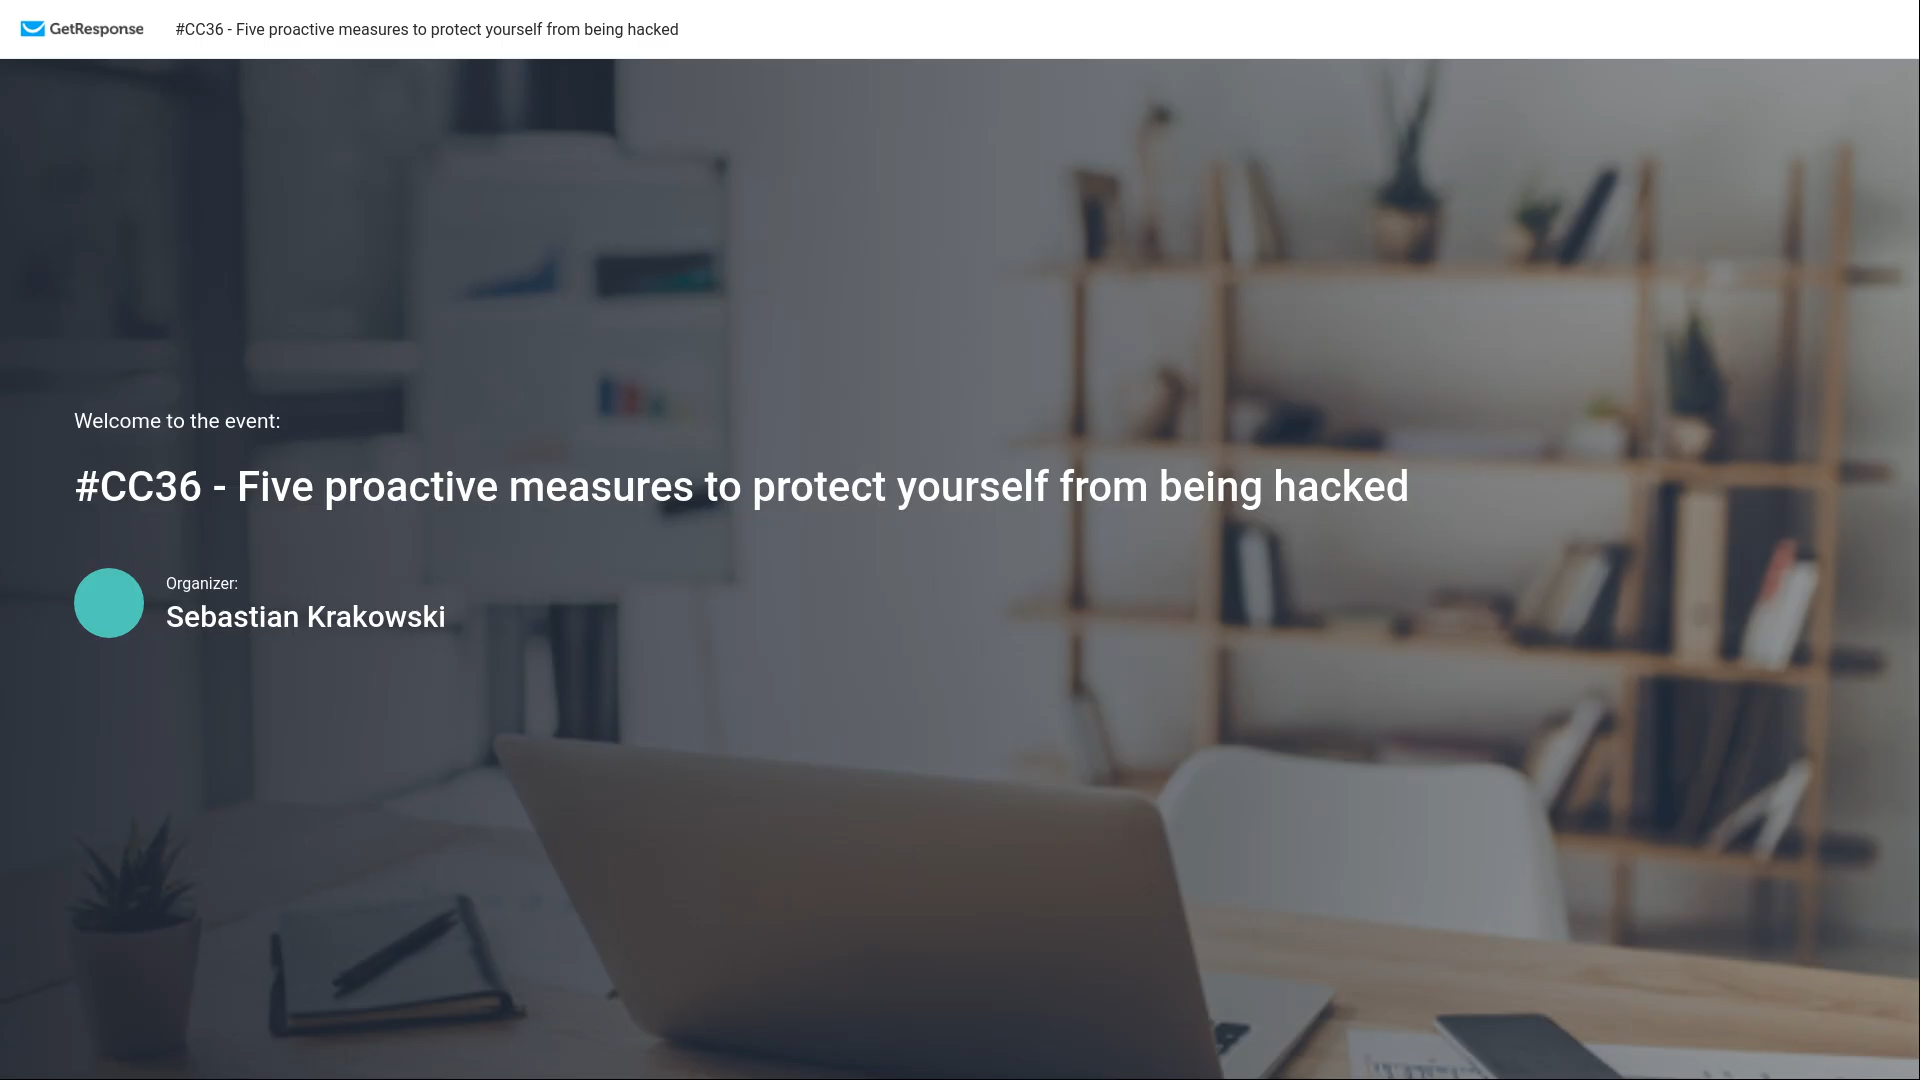 GetResponse
#CC36 - Five proactive measures to protect yourself from being hacked
Welcome to the event:
#CC36 - Five proactive measures to protect yourself from being hacked
Organizer:
Sebastian Krakowski